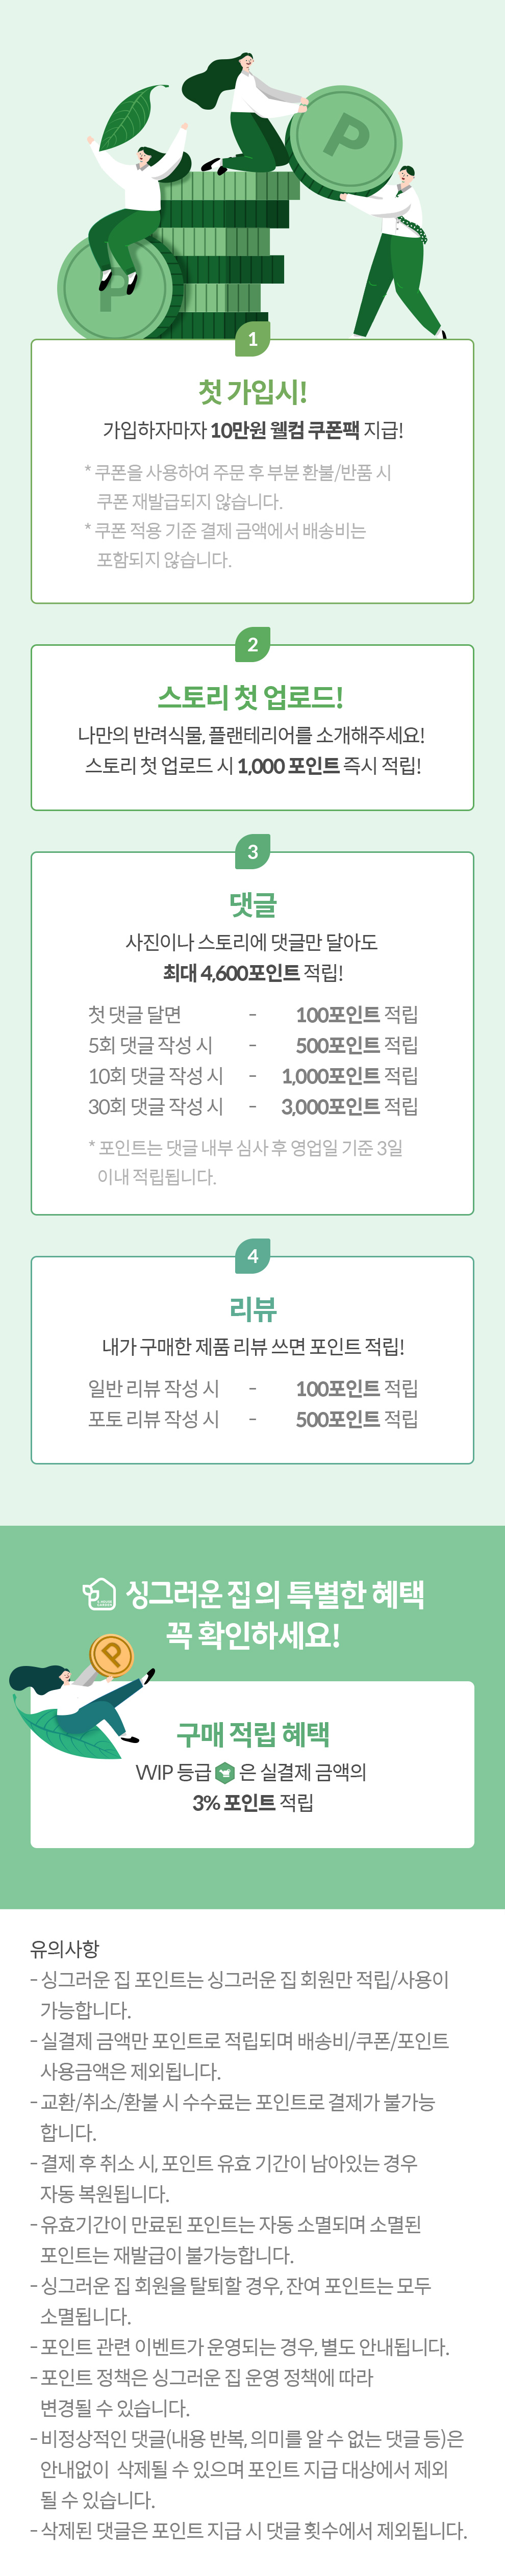 P
P
1
첫 가입시!
가입하자마자 10만원 웰컴 쿠폰팩 지급!
* 쿠폰을 사용하여 주문 후 부분 환불/반품 시
쿠폰 재발급되지 않습니다.
* 쿠폰 적용 기준 결제 금액에서 배송비는
포함되지 않습니다.
2
스토리 첫 업로드!
나만의 반려식물, 플랜테리어를 소개해주세요!
스토리 첫 업로드 시 1,000 포인트 즉시 적립!
3
댓글
사진이나 스토리에 댓글만 달아도
최대 4,600포인트 적립!
첫 댓글 달면 - 100포인트 적립
5회 댓글 작성 시 - 500포인트 적립
10회 댓글 작성 시 - 1,000포인트 적립
30회 댓글 작성 시 - 3,000포인트 적립
* 포인트는 댓글 내부 심사 후 영업일 기준 3일
이내 적립됩니다.
4
리뷰
내가 구매한 제품 리뷰 쓰면 포인트 적립!
일반 리뷰 작성 시 - 100포인트 적립
포토 리뷰 작성 시 - 500포인트 적립
싱그러운 집의 특별한 혜택
꼭 확인하세요!
P
구매 적립 혜택
VVIP 등급 은 실결제 금액의
3% 포인트 적립
유의사항
- 싱그러운 집 포인트는 싱그러운 집 회원만 적립/사용이
가능합니다.
- 실결제 금액만 포인트로 적립되며 배송비/쿠폰/포인트
사용금액은 제외됩니다.
- 교환/취소/환불 시 수수료는 포인트로 결제가 불가능
합니다.
- 결제 후 취소 시, 포인트 유효 기간이 남아있는 경우
자동 복원됩니다.
- 유효기간이 만료된 포인트는 자동 소멸되며 소멸된
포인트는 재발급이 불가능합니다.
- 싱그러운 집 회원을 탈퇴할 경우, 잔여 포인트는 모두
소멸됩니다.
- 포인트 관련 이벤트가 운영되는 경우, 별도 안내됩니다.
- 포인트 정책은 싱그러운 집 운영 정책에 따라
변경될 수 있습니다.
- 비정상적인 댓글(내용 반복, 의미를 알 수 없는 댓글 등)은
안내없이 삭제될 수 있으며 포인트 지급 대상에서 제외
될 수 있습니다.
- 삭제된 댓글은 포인트 지급 시 댓글 횟수에서 제외됩니다.